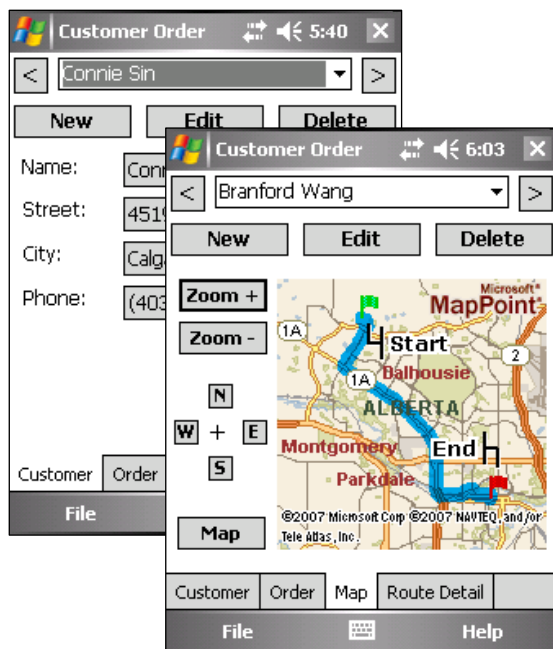 Customer Order 5:40
< Connie Sin >
New Edit Delete
Name:
Street: 4519
City:
Phone: (403
Customer Order
File
Customer Order 6:03
< Branford Wang >
New Edit Delete
Zoom +
Zoom -
N
W + E
S
Map
Microsoft®
MapPoint®
1A
Start
2
Dalhousie
1A
ALBERTA
Montgomery
End
Parkdale
©2007 Microsoft Corp ©2007 NAVTEQ, and/or
Tele Atlas, Inc.
Customer Order Map Route Detail
File Help